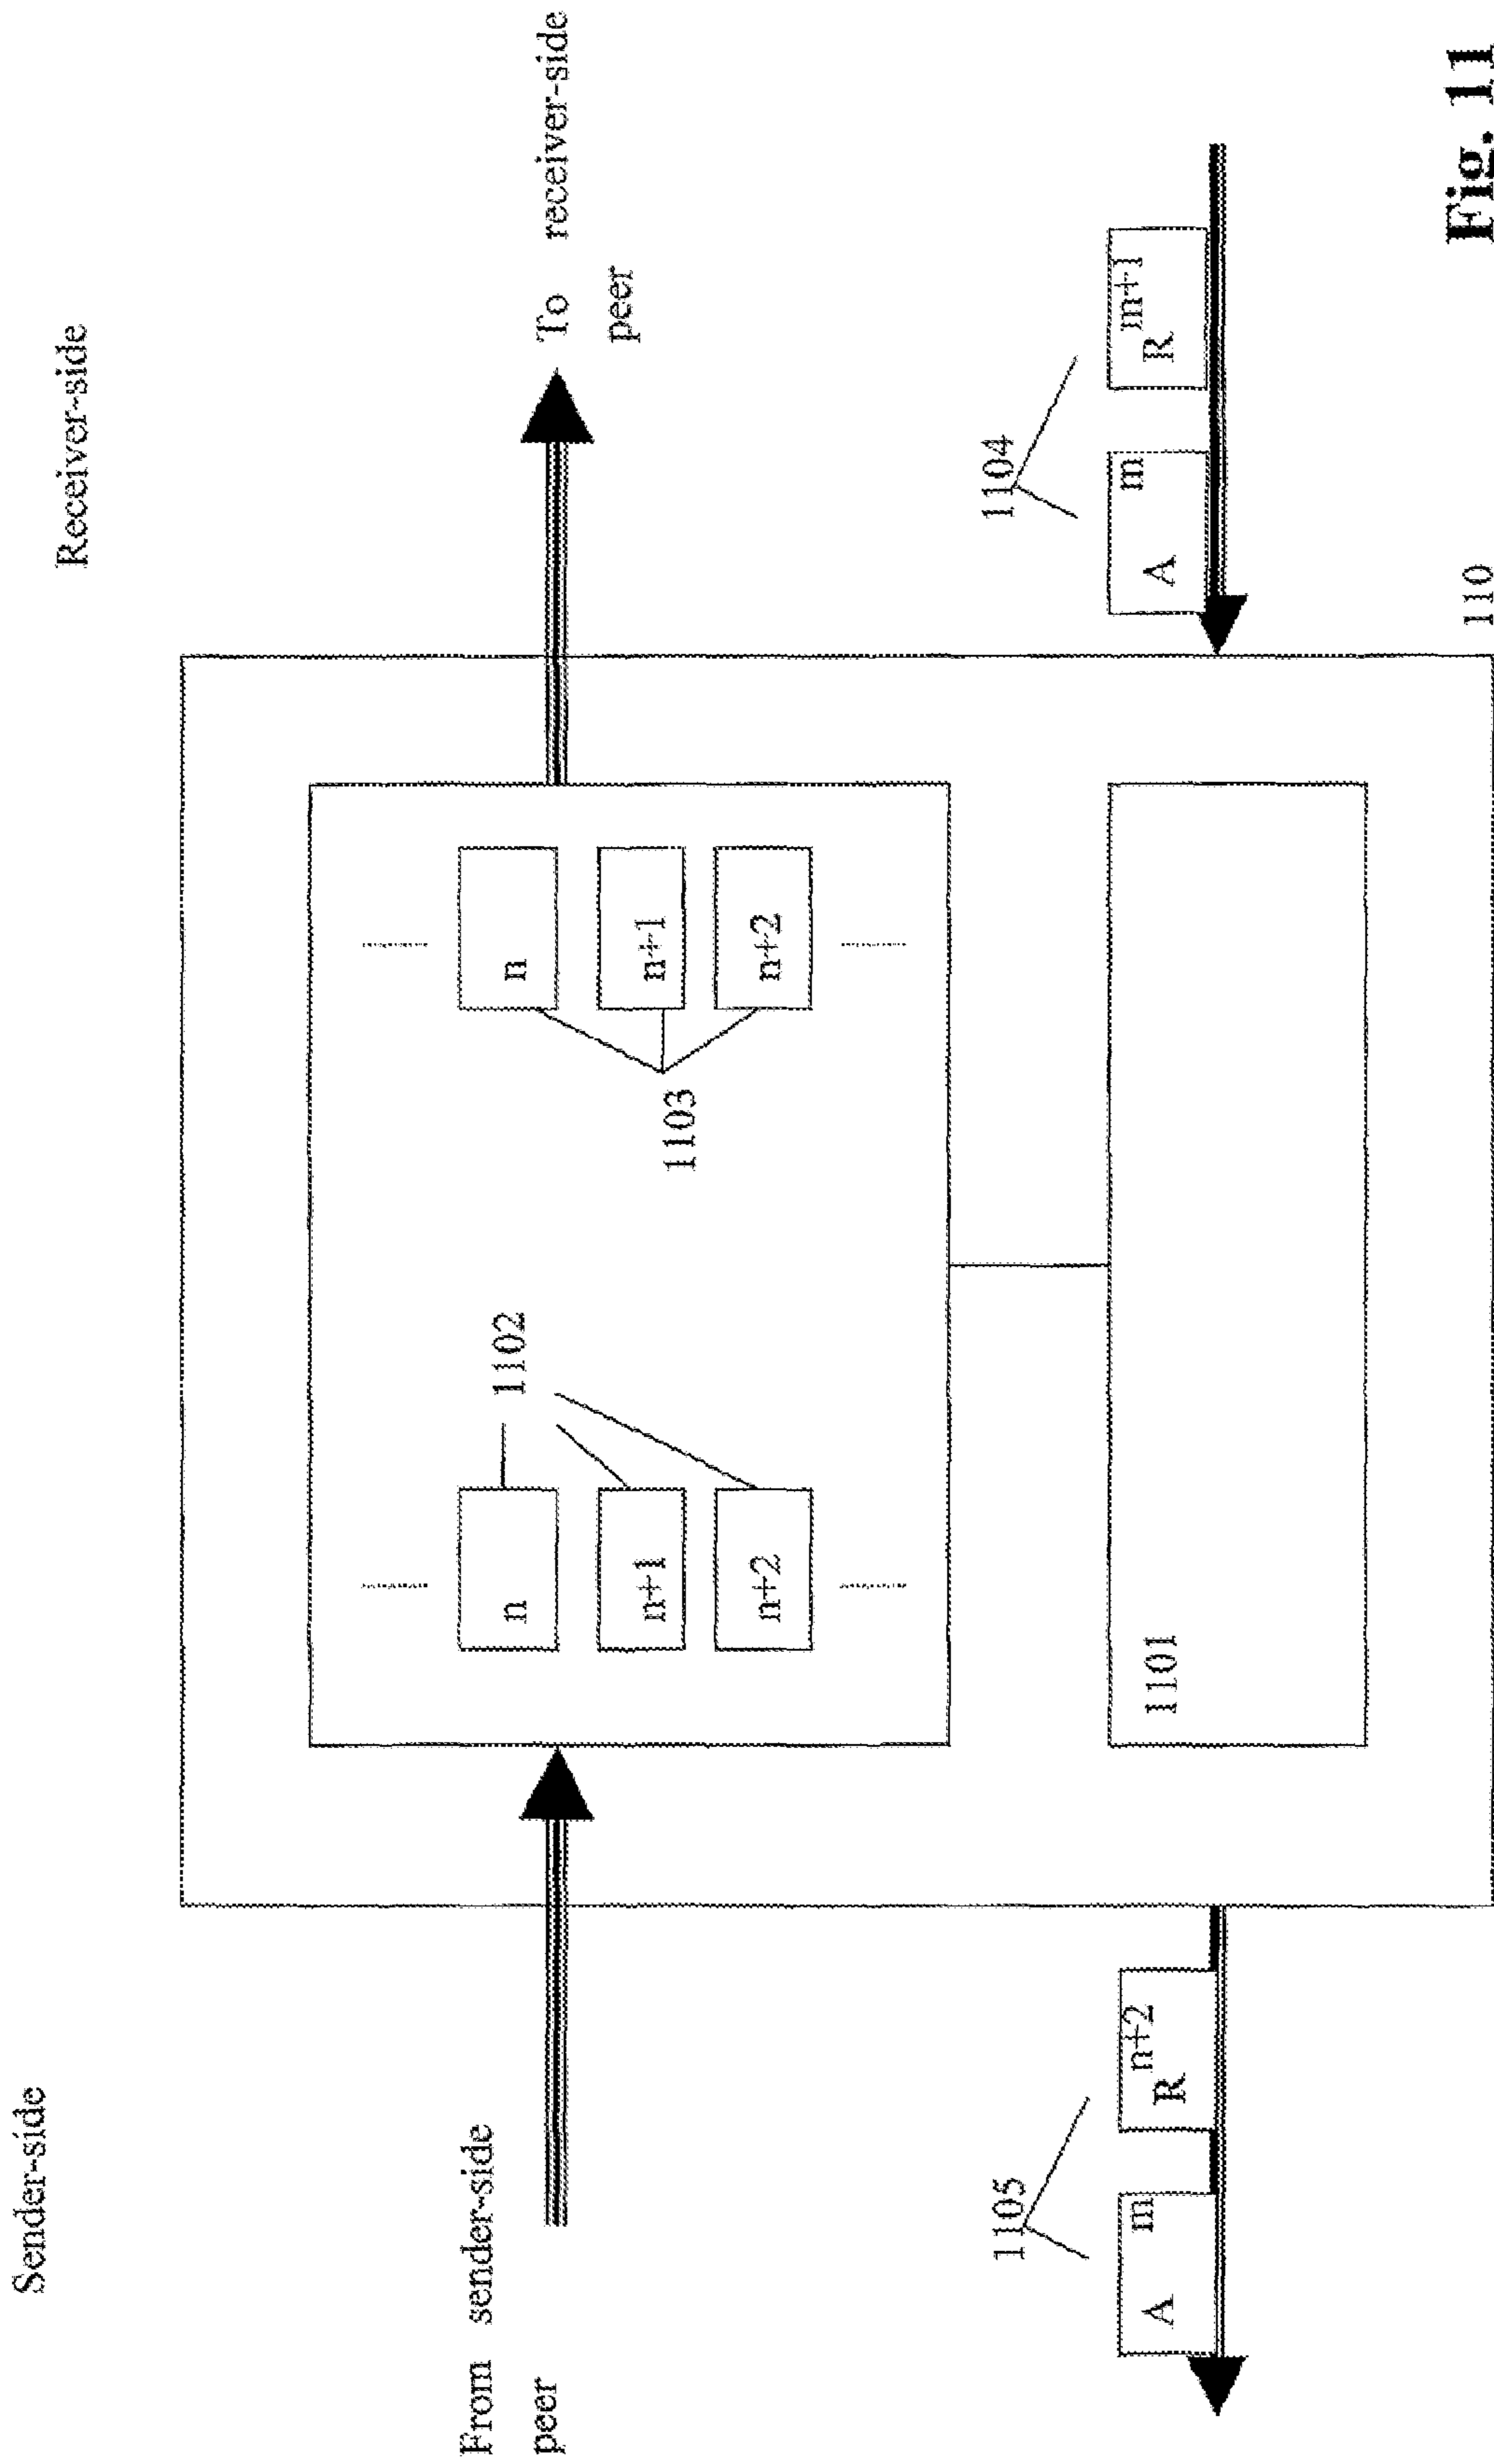 Sender-side
Receiver-side
From sender-side
peer
To receiver-side
peer
1102
n
n+1
n+2
n
n+1
n+2
1103
1101
1105
A m
R n+2
1104
A m
R m+1
110
Fig. 11